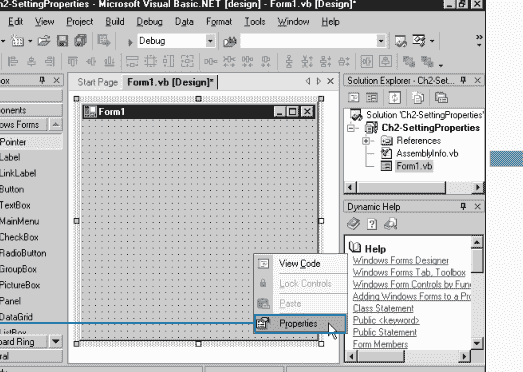 h2-SettingProperties - Microsoft Visual Basic.NET [design] - Form1.vb [Design]*
Edit View Project Build Debug Data Format Tools Window Help
Debug
ox
Start Page Form1.vb [Design]*
Solution Explorer - Ch2-Set...
onents
ows Forms
Pointer
Label
LinkLabel
Button
TextBox
MainMenu
CheckBox
RadioButton
GroupBox
PictureBox
Panel
DataGrid
ListBox
oard Ring
ral
Form1
View Code
Lock Controls
Paste
Properties
Solution 'Ch2-SettingProperties'
Ch2-SettingProperties
References
AssemblyInfo.vb
Form1.vb
Dynamic Help
Help
Windows Forms Designer
Windows Forms Tab, Toolbox
Windows Form Controls by Func
Adding Windows Forms to a Pro
Class Statement
Public <keyword>
Public Statement
Form Members